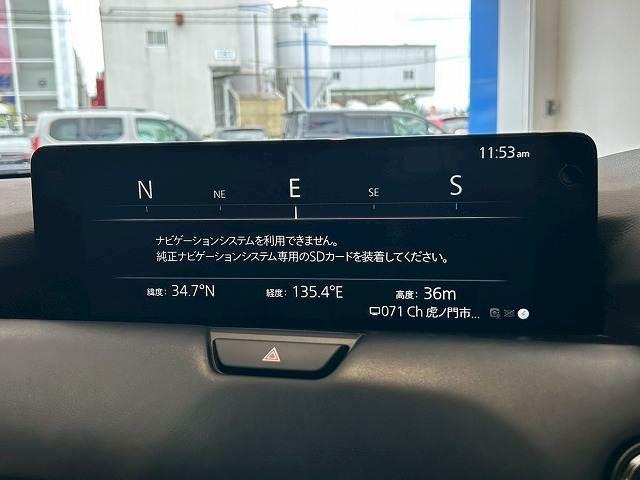 11:53am
N NE E SE S
ナビゲーションシステムを利用できません。
純正ナビゲーションシステム専用のSDカードを装着してください。
緯度: 34.7°N 経度: 135.4°E 高度: 36m
071 Ch 虎ノ門市...